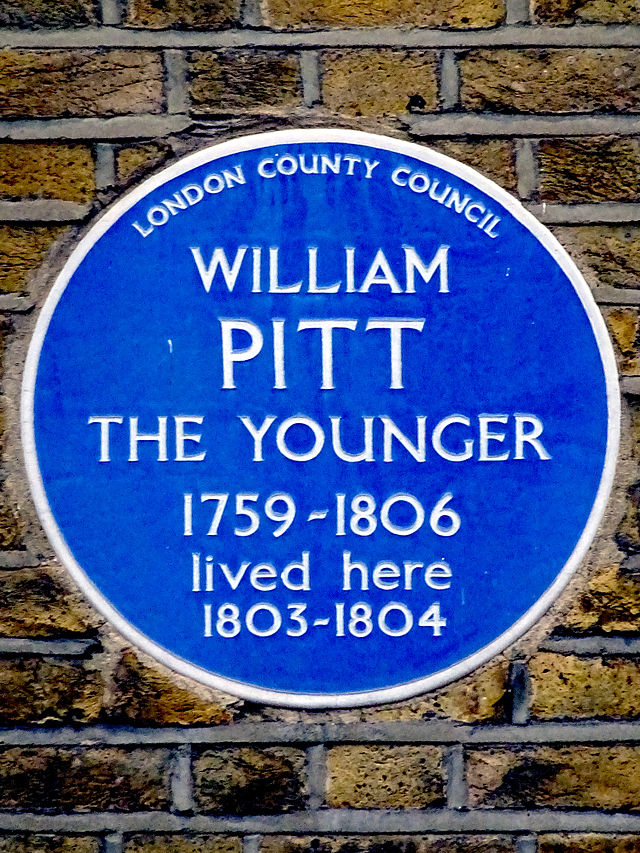 LONDON COUNTY COUNCIL
WILLIAM
PITT
THE YOUNGER
1759-1806
lived here
1803-1804